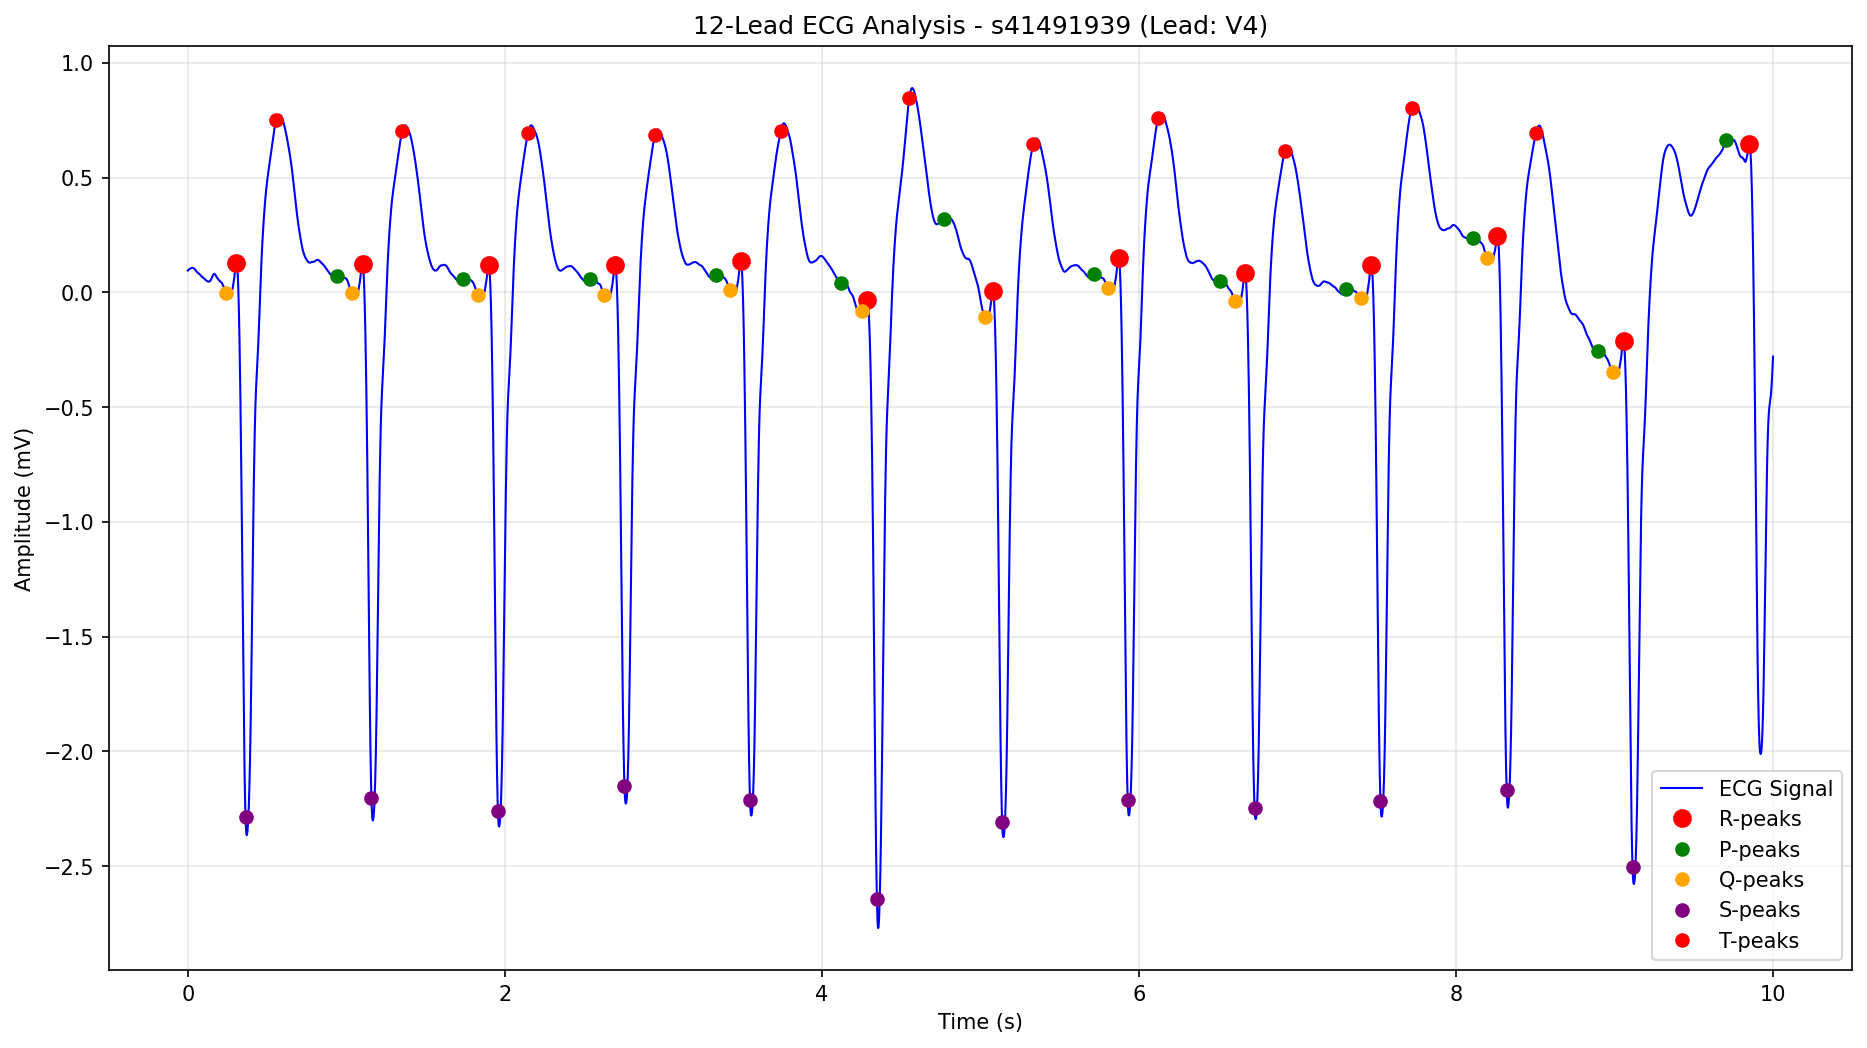 12-Lead ECG Analysis - s41491939 (Lead: V4)
Amplitude (mV)
1.0
0.5
0.0
−0.5
−1.0
−1.5
−2.0
−2.5
ECG Signal
R-peaks
P-peaks
Q-peaks
S-peaks
T-peaks
0 2 4 6 8 10
Time (s)